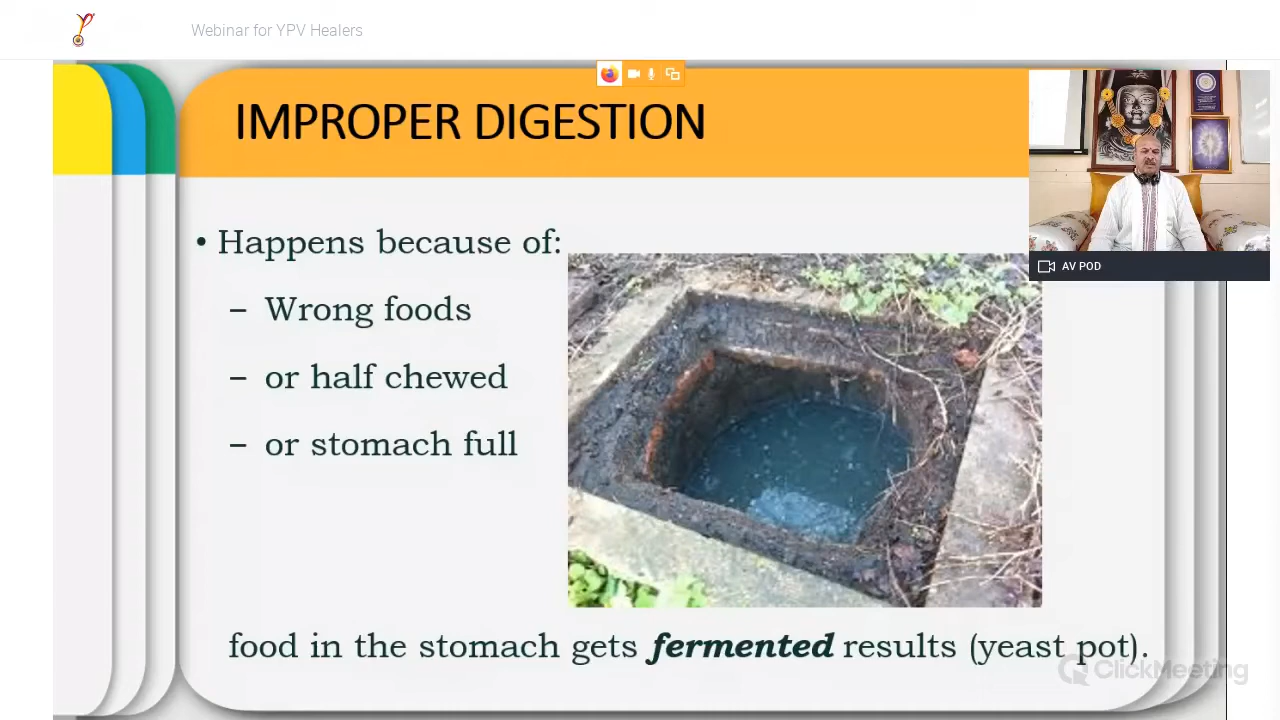 Webinar for YPV Healers
IMPROPER DIGESTION
• Happens because of:
– Wrong foods
– or half chewed
– or stomach full
food in the stomach gets fermented results (yeast pot).
AV POD
ClickMeeting